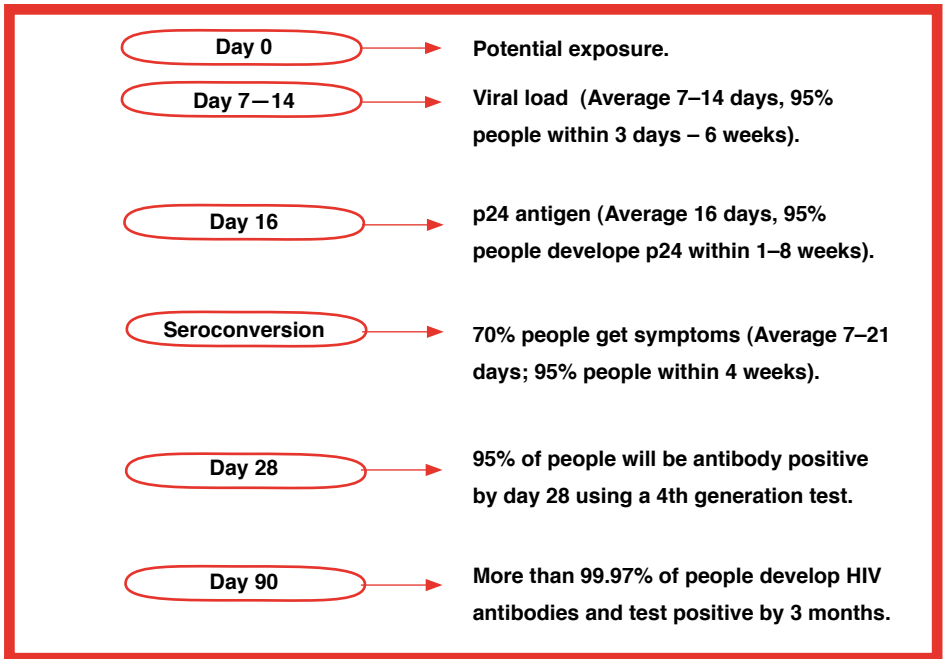 Day 0
Potential exposure.
Day 7—14
Viral load (Average 7–14 days, 95%
people within 3 days – 6 weeks).
Day 16
p24 antigen (Average 16 days, 95%
people develope p24 within 1–8 weeks).
Seroconversion
70% people get symptoms (Average 7–21
days; 95% people within 4 weeks).
Day 28
95% of people will be antibody positive
by day 28 using a 4th generation test.
Day 90
More than 99.97% of people develop HIV
antibodies and test positive by 3 months.